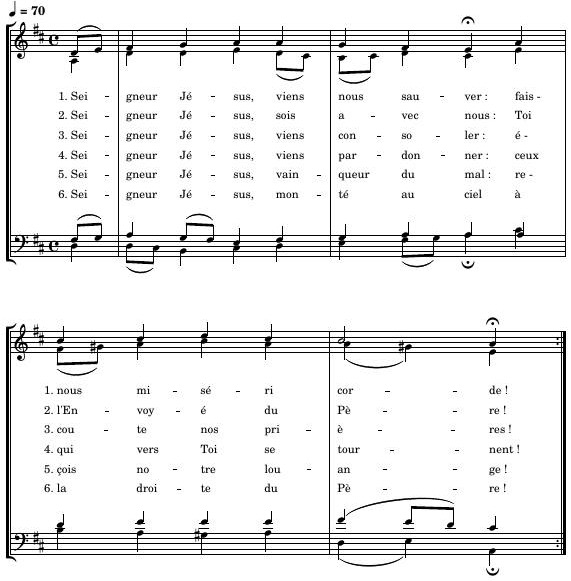 ♩ = 70
1. Sei – gneur Jé – sus, viens nous sau – ver : fais -
2. Sei – gneur Jé – sus, sois a – vec nous : Toi
3. Sei – gneur Jé – sus, viens con – so – ler : é -
4. Sei – gneur Jé – sus, viens par – don – ner : ceux
5. Sei – gneur Jé – sus, vain – queur du mal : re -
6. Sei – gneur Jé – sus, mon – té au ciel à
1. nous mi – sé – ri cor – de !
2. l'En – voy – é du Pè – re !
3. cou – te nos pri – è – res !
4. qui vers Toi se tour – nent !
5. çois no – tre lou – an – ge !
6. la droi – te du Pè – re !